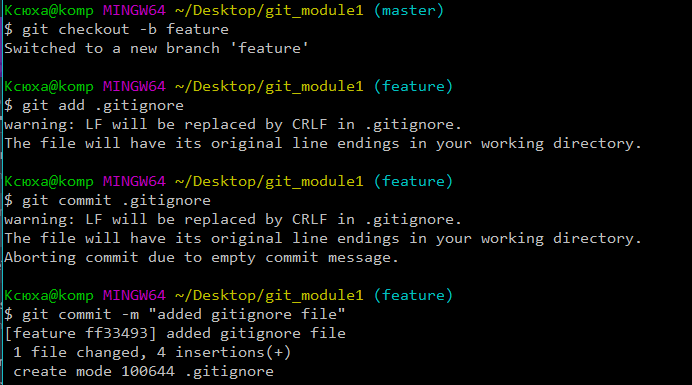 Ксюха@komp MINGW64 ~/Desktop/git_module1 (master)
$ git checkout -b feature
Switched to a new branch 'feature'
Ксюха@komp MINGW64 ~/Desktop/git_module1 (feature)
$ git add .gitignore
warning: LF will be replaced by CRLF in .gitignore.
The file will have its original line endings in your working directory.
Ксюха@komp MINGW64 ~/Desktop/git_module1 (feature)
$ git commit .gitignore
warning: LF will be replaced by CRLF in .gitignore.
The file will have its original line endings in your working directory.
Aborting commit due to empty commit message.
Ксюха@komp MINGW64 ~/Desktop/git_module1 (feature)
$ git commit -m "added gitignore file"
[feature ff33493] added gitignore file
 1 file changed, 4 insertions(+)
 create mode 100644 .gitignore